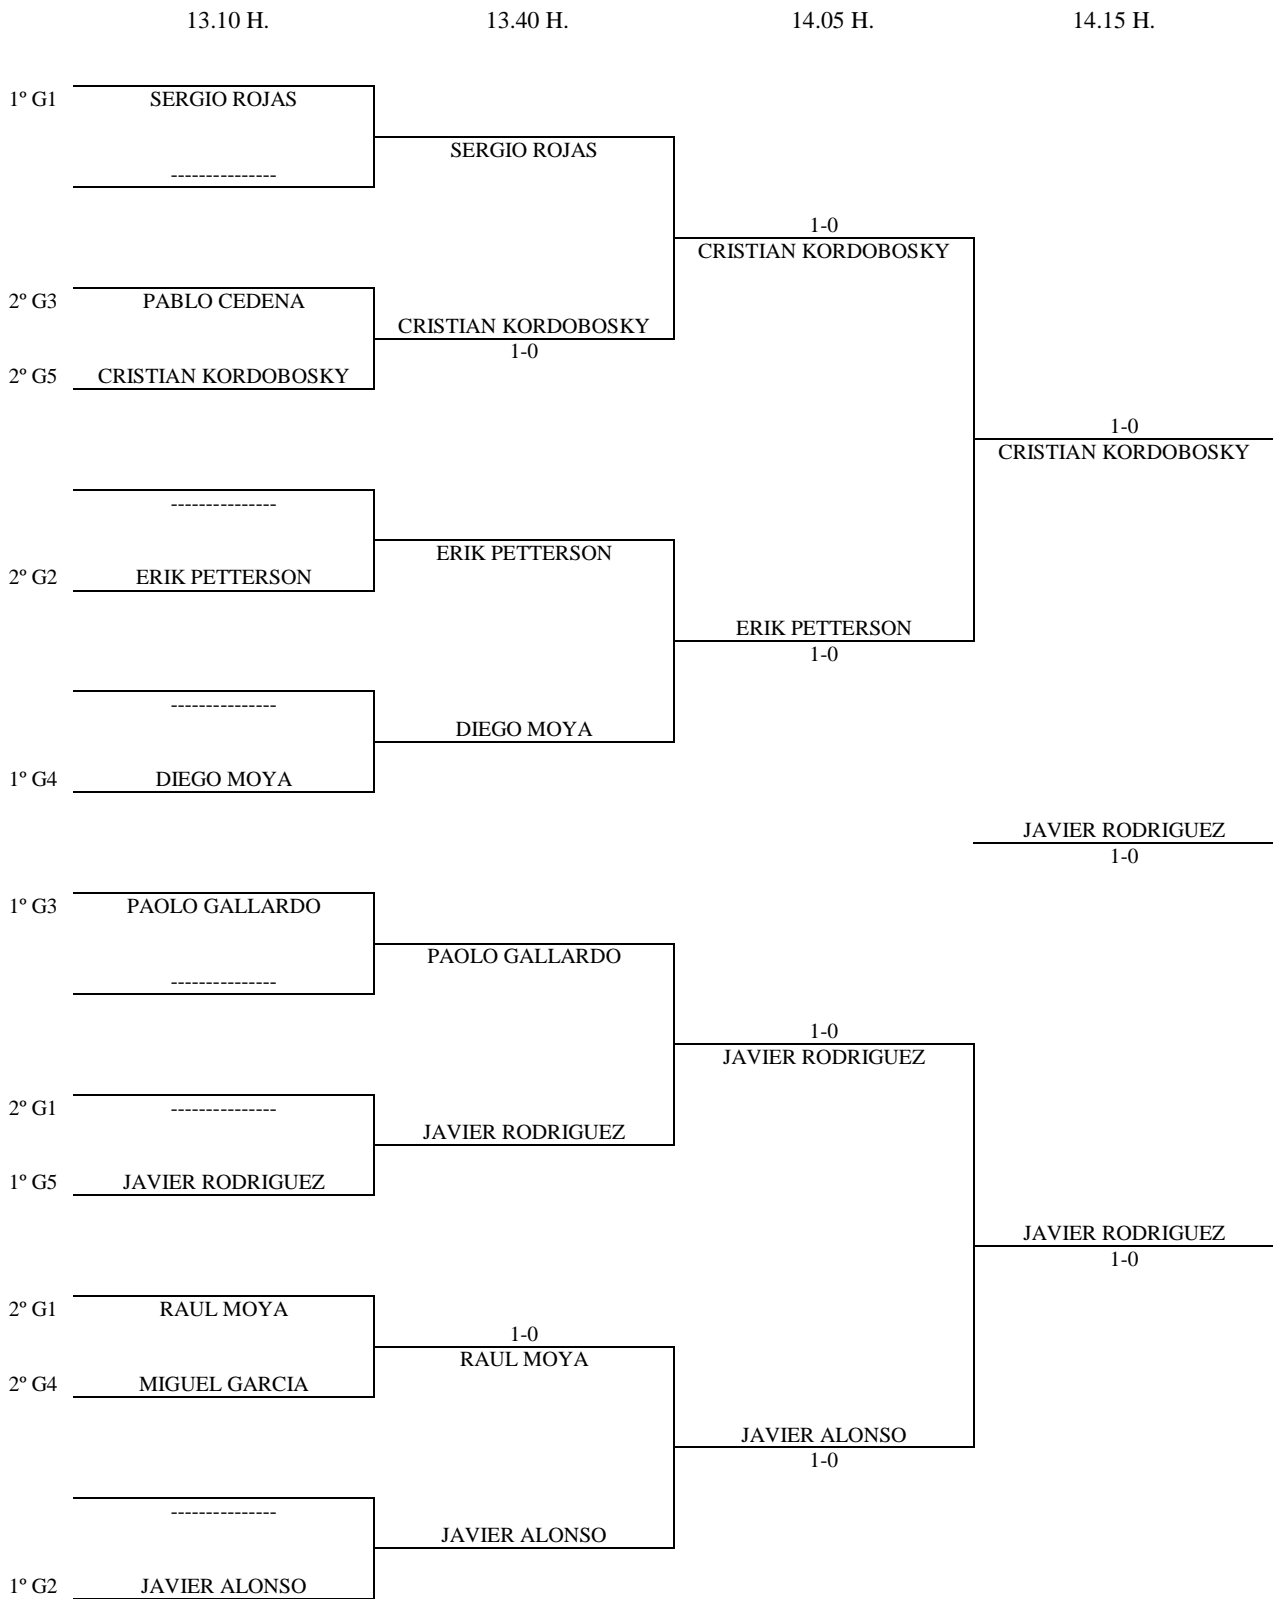 13.10 H. 13.40 H. 14.05 H. 14.15 H.
1º G1 SERGIO ROJAS
SERGIO ROJAS
---------------
1-0
CRISTIAN KORDOBOSKY
2º G3 PABLO CEDENA
CRISTIAN KORDOBOSKY
1-0
2º G5 CRISTIAN KORDOBOSKY
1-0
CRISTIAN KORDOBOSKY
---------------
ERIK PETTERSON
2º G2 ERIK PETTERSON
ERIK PETTERSON
1-0
---------------
DIEGO MOYA
1º G4 DIEGO MOYA
JAVIER RODRIGUEZ
1-0
1º G3 PAOLO GALLARDO
PAOLO GALLARDO
---------------
1-0
JAVIER RODRIGUEZ
2º G1 ---------------
JAVIER RODRIGUEZ
1º G5 JAVIER RODRIGUEZ
JAVIER RODRIGUEZ
1-0
2º G1 RAUL MOYA
1-0
RAUL MOYA
2º G4 MIGUEL GARCIA
JAVIER ALONSO
1-0
---------------
JAVIER ALONSO
1º G2 JAVIER ALONSO